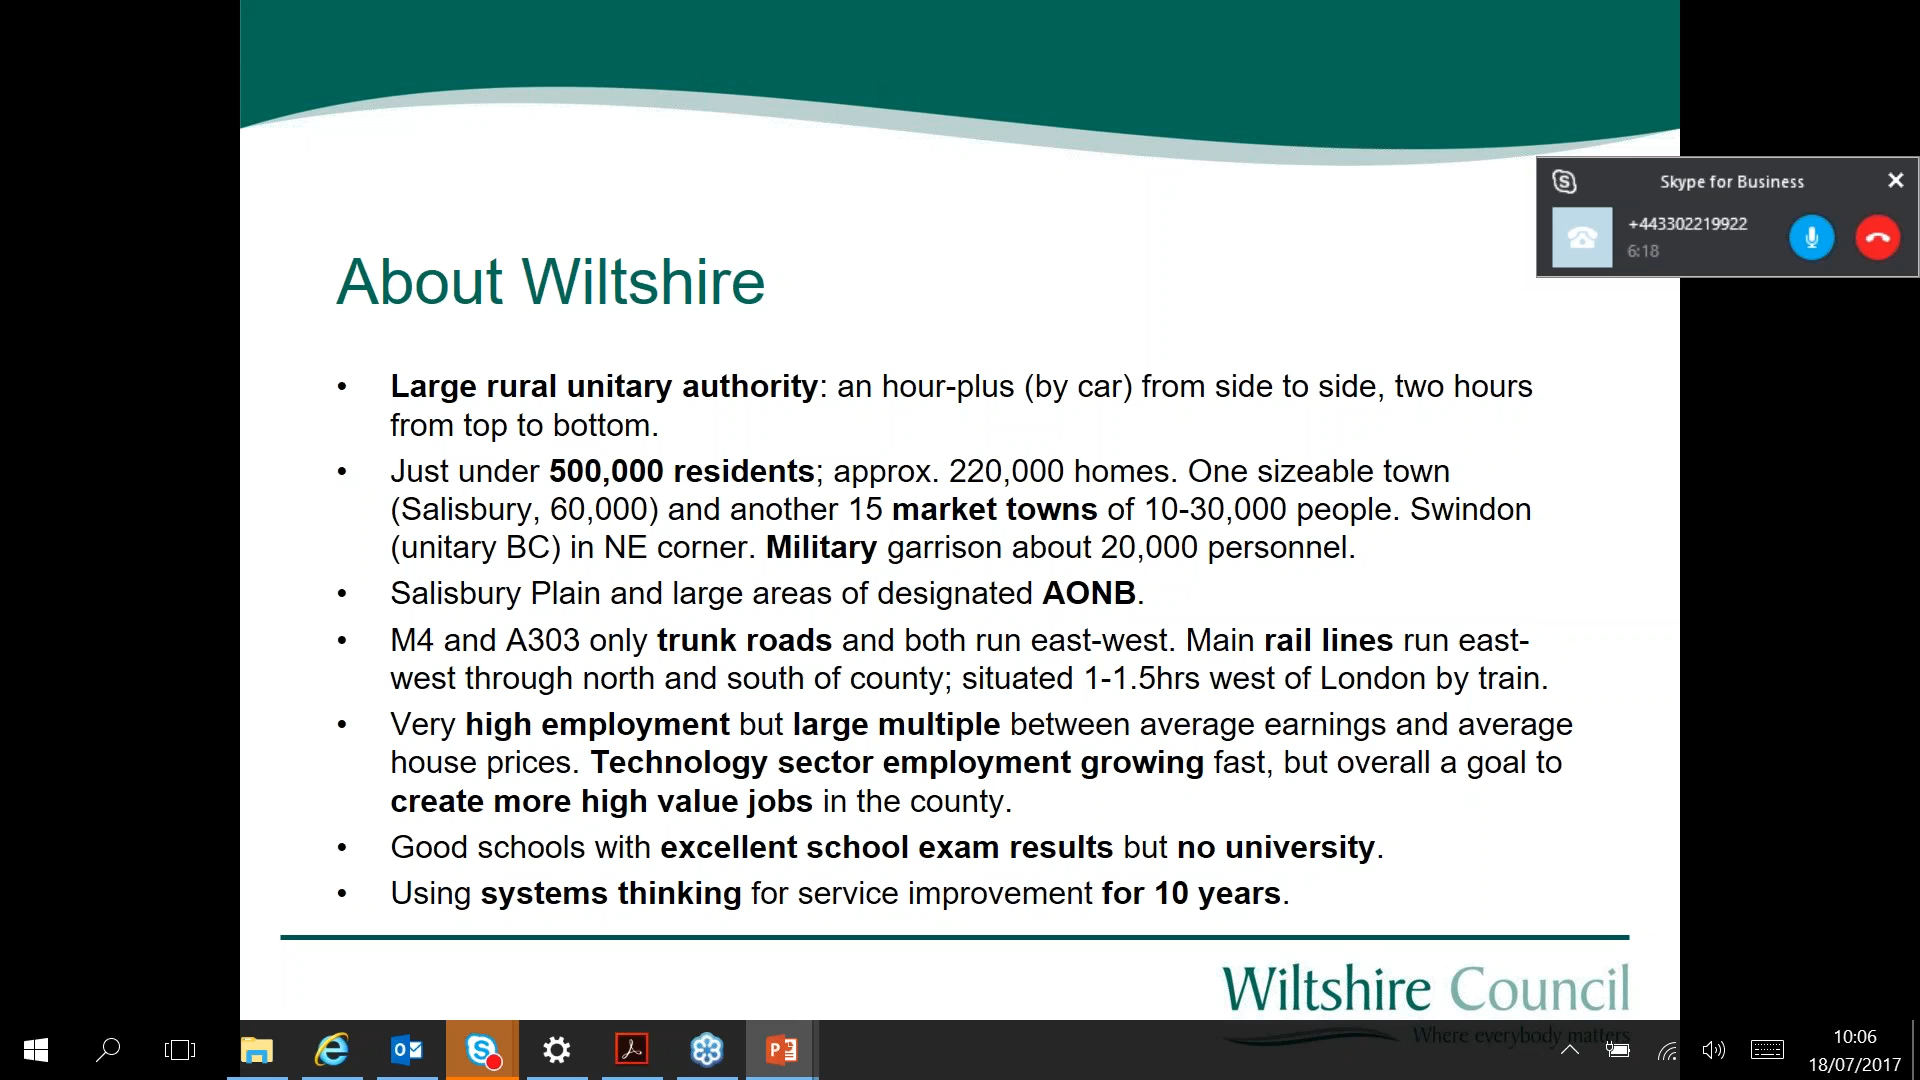 Skype for Business
+443302219922
6:18
About Wiltshire
• Large rural unitary authority: an hour-plus (by car) from side to side, two hours
from top to bottom.
• Just under 500,000 residents; approx. 220,000 homes. One sizeable town
(Salisbury, 60,000) and another 15 market towns of 10-30,000 people. Swindon
(unitary BC) in NE corner. Military garrison about 20,000 personnel.
• Salisbury Plain and large areas of designated AONB.
• M4 and A303 only trunk roads and both run east-west. Main rail lines run east-
west through north and south of county; situated 1-1.5hrs west of London by train.
• Very high employment but large multiple between average earnings and average
house prices. Technology sector employment growing fast, but overall a goal to
create more high value jobs in the county.
• Good schools with excellent school exam results but no university.
• Using systems thinking for service improvement for 10 years.
Wiltshire Council
Where everybody matters
10:06
18/07/2017